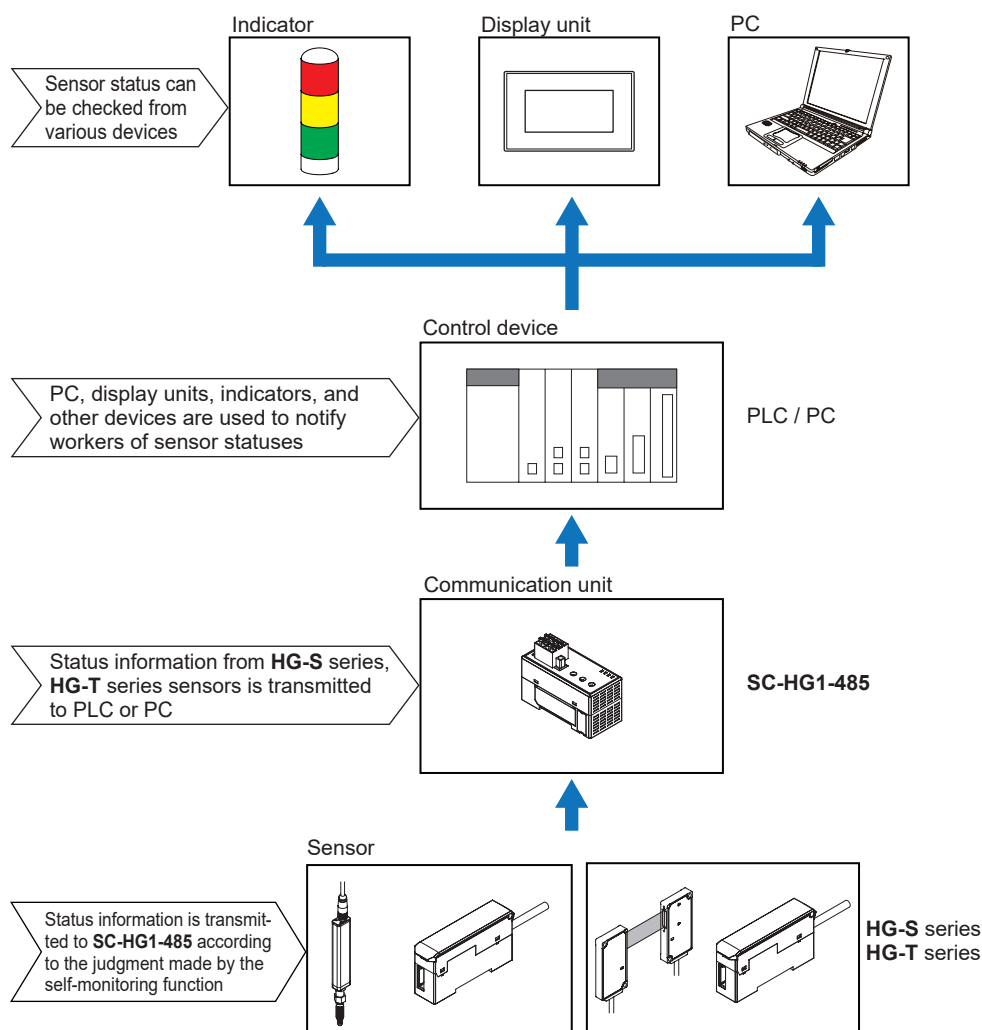 Indicator
Display unit
PC
Sensor status can
be checked from
various devices
Control device
PC, display units, indicators, and
other devices are used to notify
workers of sensor statuses
PLC / PC
Communication unit
Status information from HG-S series,
HG-T series sensors is transmitted
to PLC or PC
SC-HG1-485
Sensor
Status information is transmit-
ted to SC-HG1-485 according
to the judgment made by the
self-monitoring function
HG-S series
HG-T series